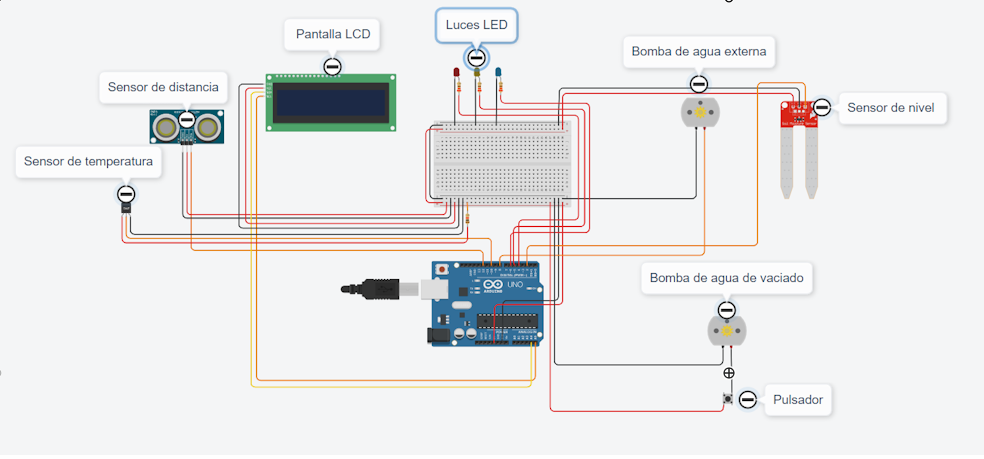 Luces LED
Pantalla LCD
Bomba de agua externa
Sensor de distancia
Sensor de nivel
Sensor de temperatura
UNO
ARDUINO
Bomba de agua de vaciado
Pulsador